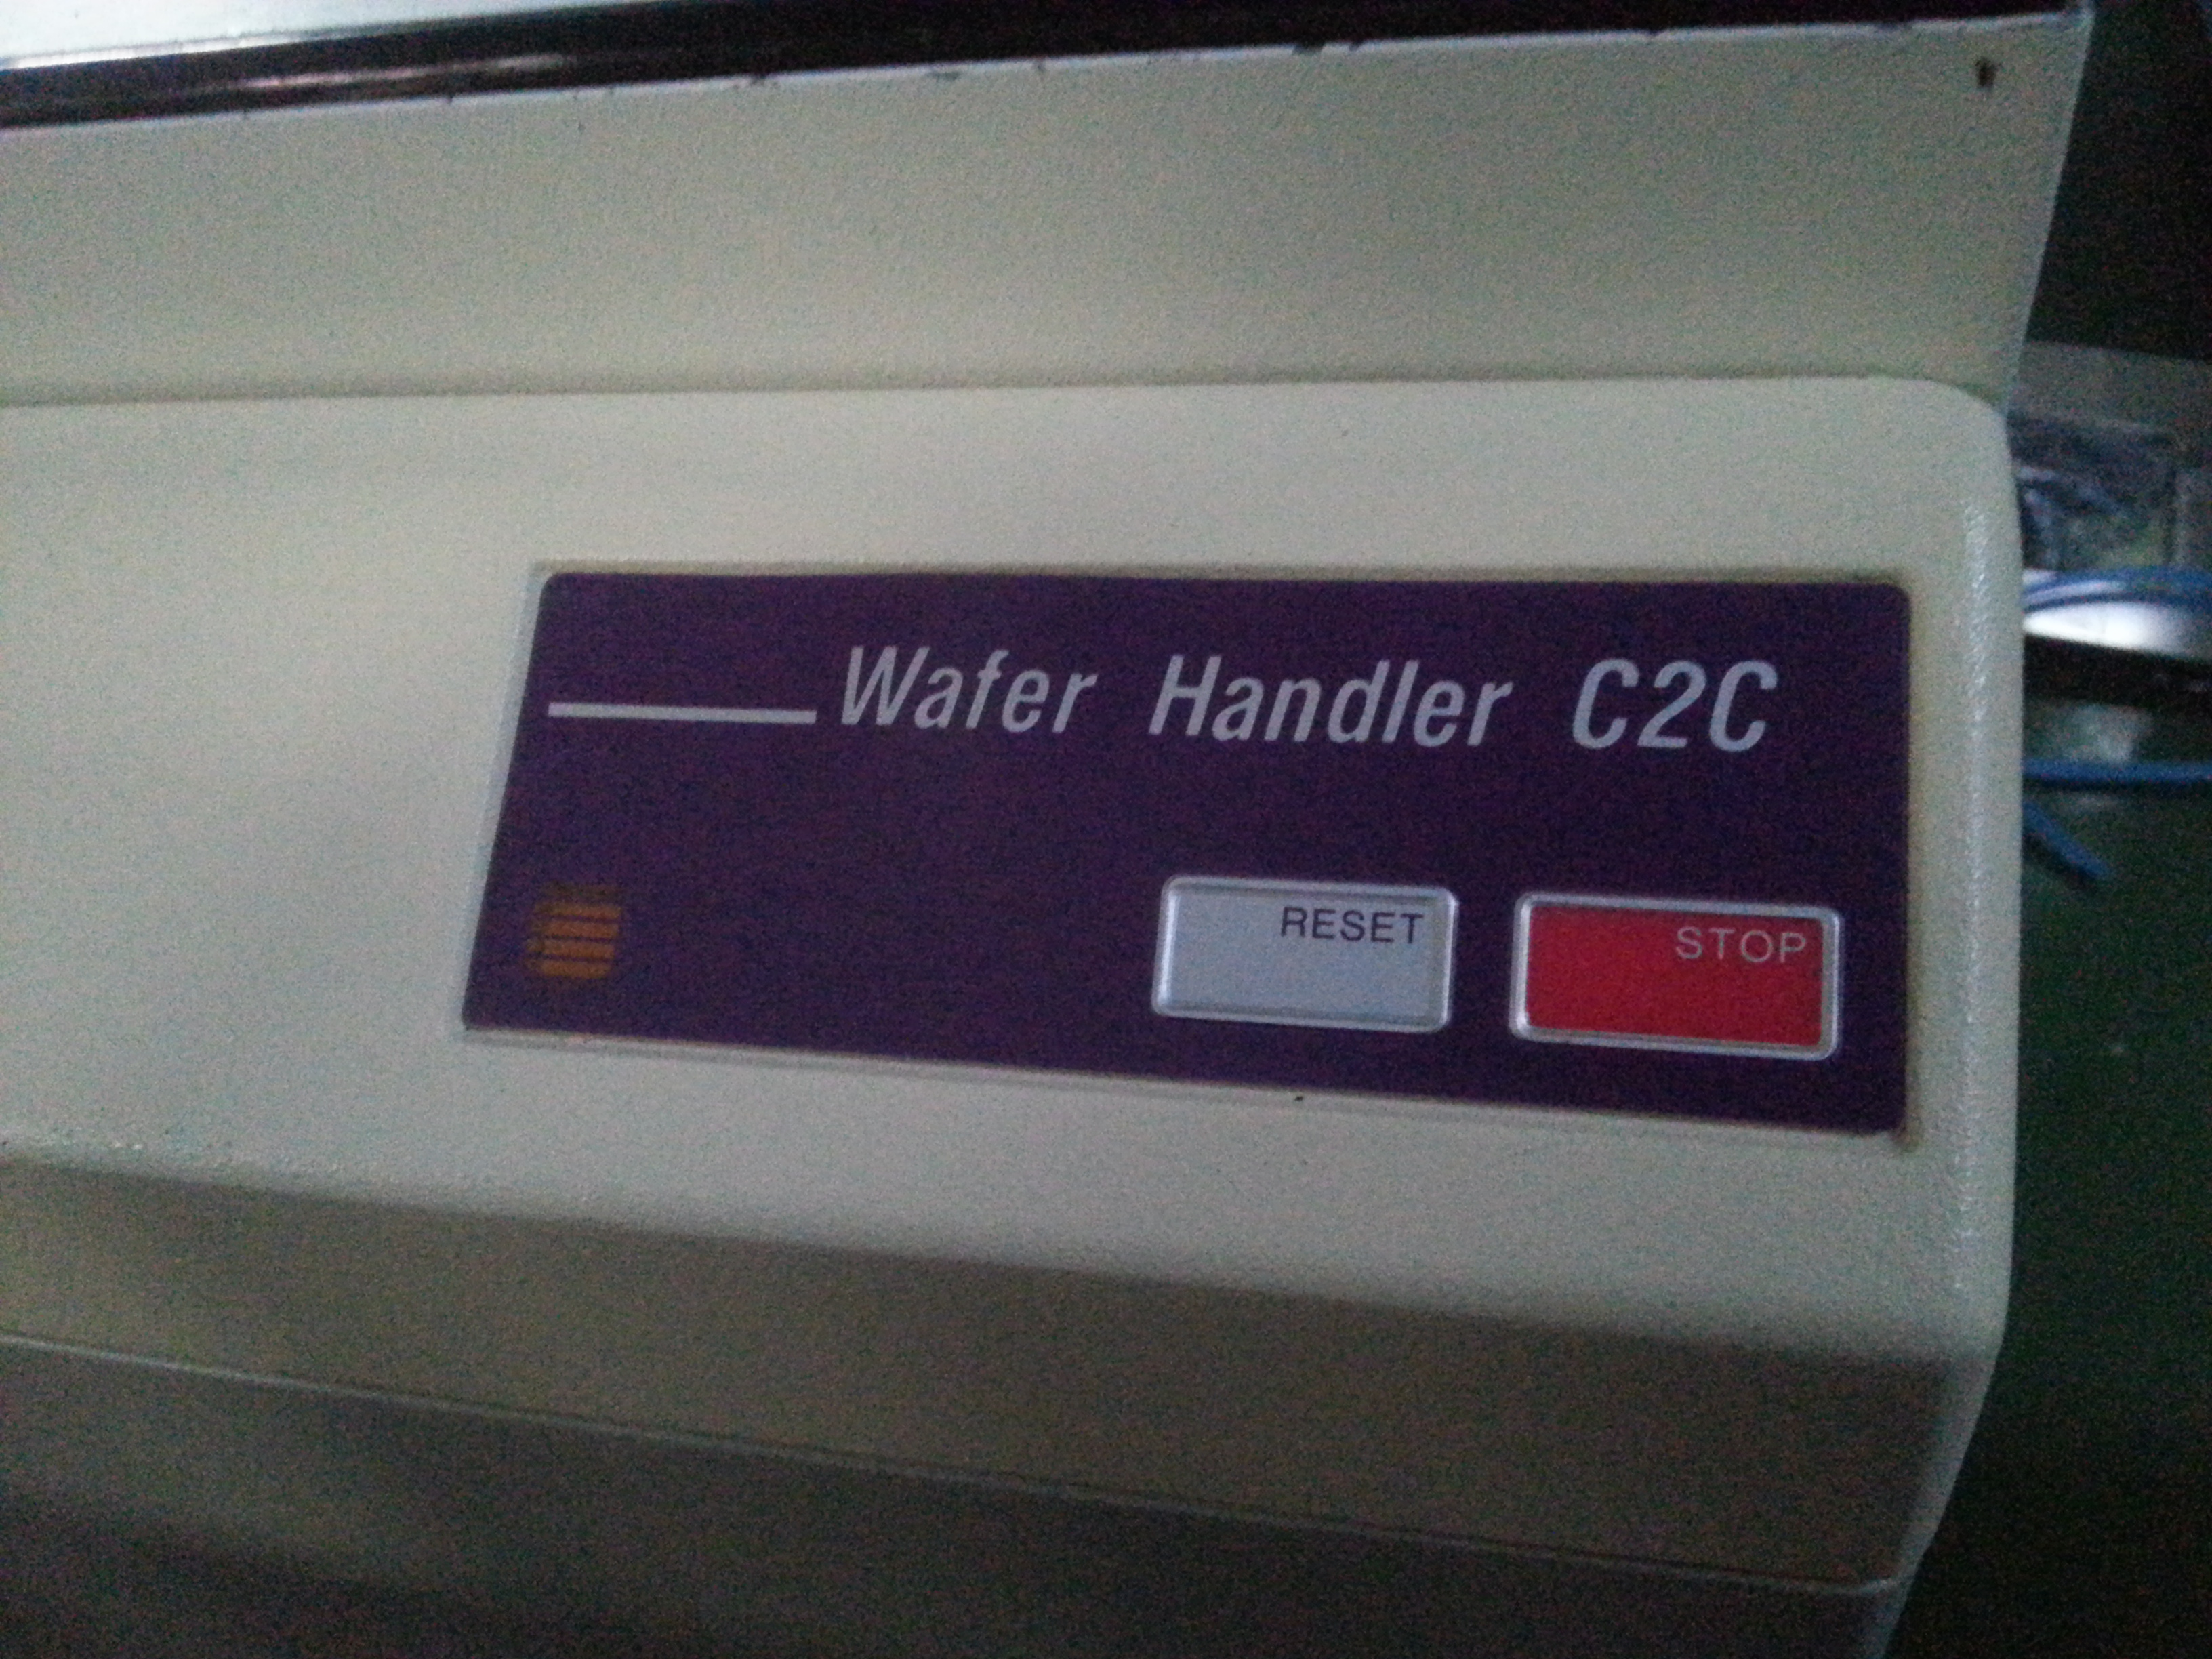 Wafer Handler C2C
RESET STOP